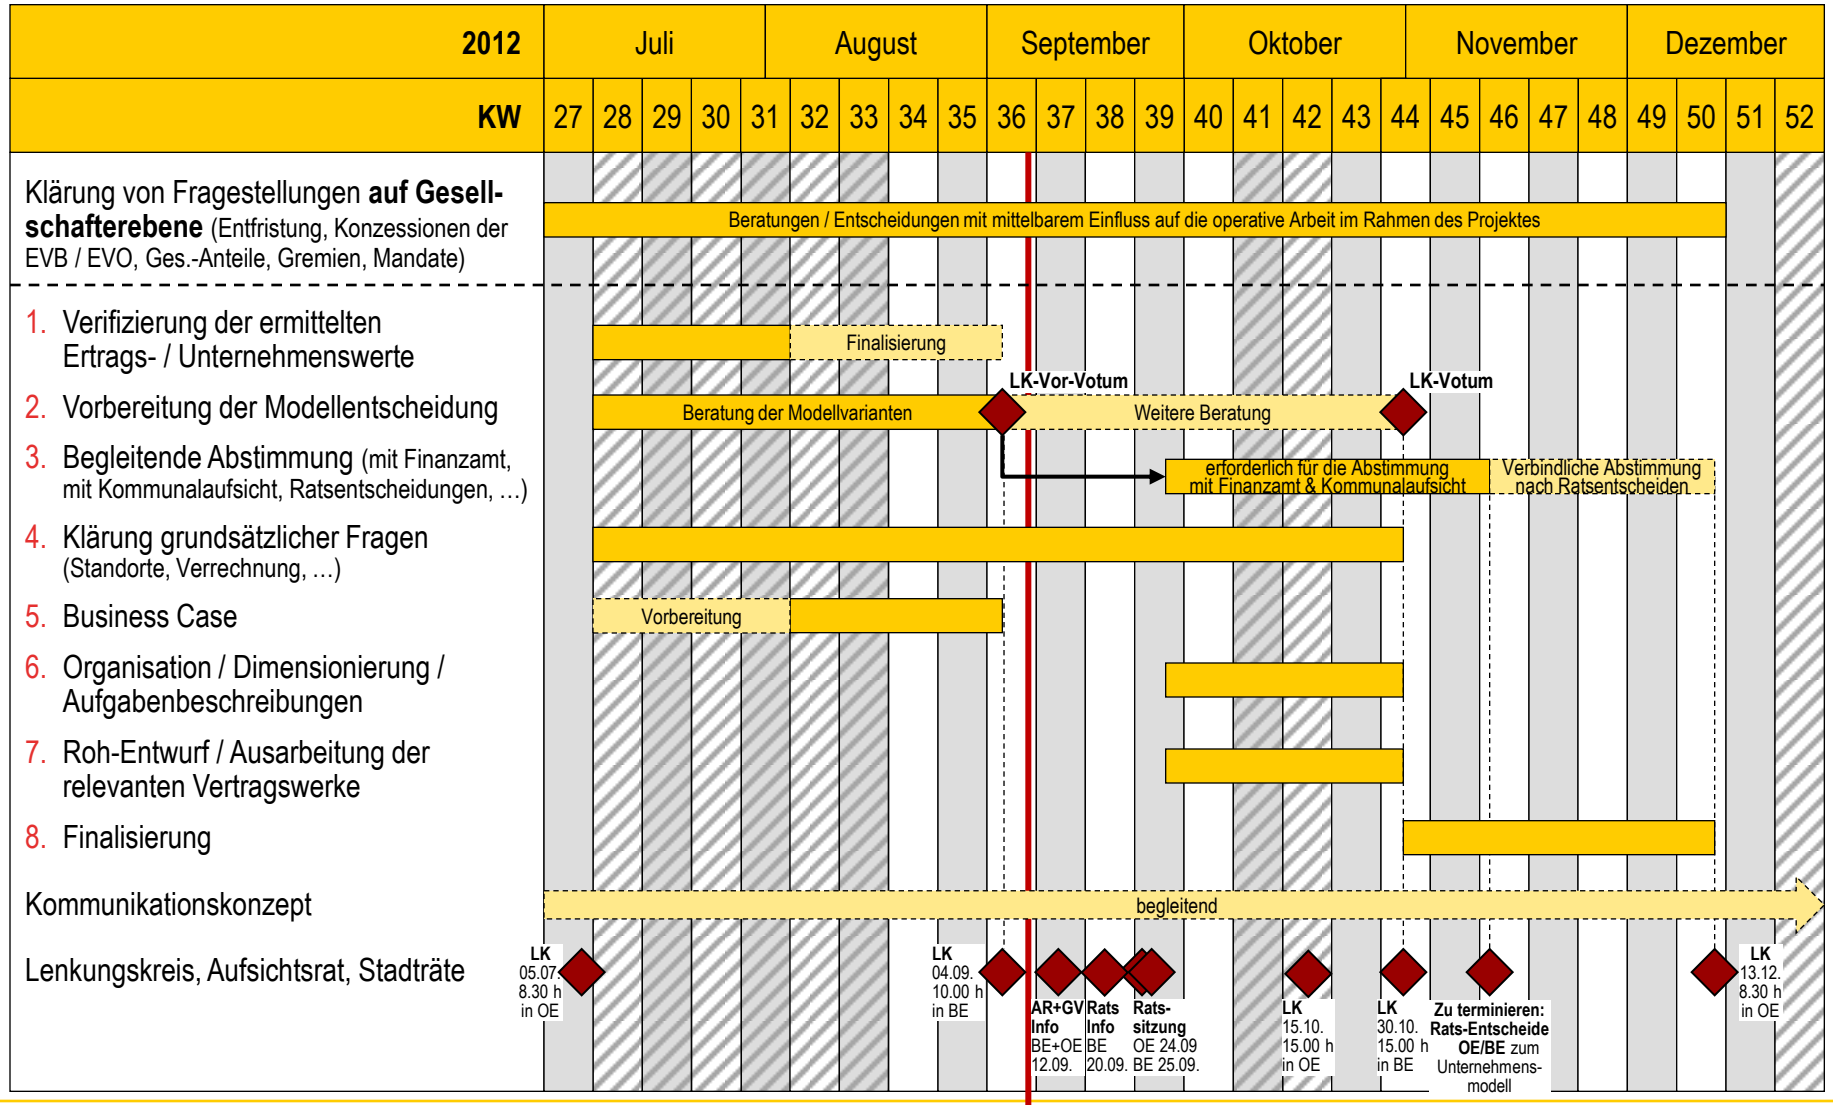 2012 Juli August September Oktober November Dezember
KW 27 28 29 30 31 32 33 34 35 36 37 38 39 40 41 42 43 44 45 46 47 48 49 50 51 52
Klärung von Fragestellungen auf Gesell-
schafterebene (Entfristung, Konzessionen der
EVB / EVO, Ges.-Anteile, Gremien, Mandate)
Beratungen / Entscheidungen mit mittelbarem Einfluss auf die operative Arbeit im Rahmen des Projektes
1. Verifizierung der ermittelten
Ertrags- / Unternehmenswerte
Finalisierung
LK-Vor-Votum
LK-Votum
2. Vorbereitung der Modellentscheidung
Beratung der Modellvarianten
Weitere Beratung
3. Begleitende Abstimmung (mit Finanzamt,
mit Kommunalaufsicht, Ratsentscheidungen, …)
erforderlich für die Abstimmung
mit Finanzamt & Kommunalaufsicht
Verbindliche Abstimmung
nach Ratsentscheiden
4. Klärung grundsätzlicher Fragen
(Standorte, Verrechnung, …)
5. Business Case
Vorbereitung
6. Organisation / Dimensionierung /
Aufgabenbeschreibungen
7. Roh-Entwurf / Ausarbeitung der
relevanten Vertragswerke
8. Finalisierung
Kommunikationskonzept
begleitend
Lenkungskreis, Aufsichtsrat, Stadträte
LK
05.07.
8.30 h
in OE
LK
04.09.
10.00 h
in BE
AR+GV
Info
BE+OE
12.09.
Rats
Info
BE
20.09.
Rats-
sitzung
OE 24.09
BE 25.09.
LK
15.10.
15.00 h
in OE
LK
30.10.
15.00 h
in BE
Zu terminieren:
Rats-Entscheide
OE/BE zum
Unternehmens-
modell
LK
13.12.
8.30 h
in OE